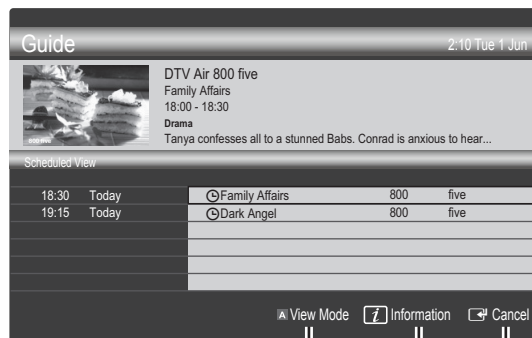 Guide 2:10 Tue 1 Jun
DTV Air 800 five
Family Affairs
18:00 - 18:30
Drama
Tanya confesses all to a stunned Babs. Conrad is anxious to hear...
800 five
Scheduled View
18:30 Today Family Affairs 800 five
19:15 Today Dark Angel 800 five
A View Mode i Information Cancel